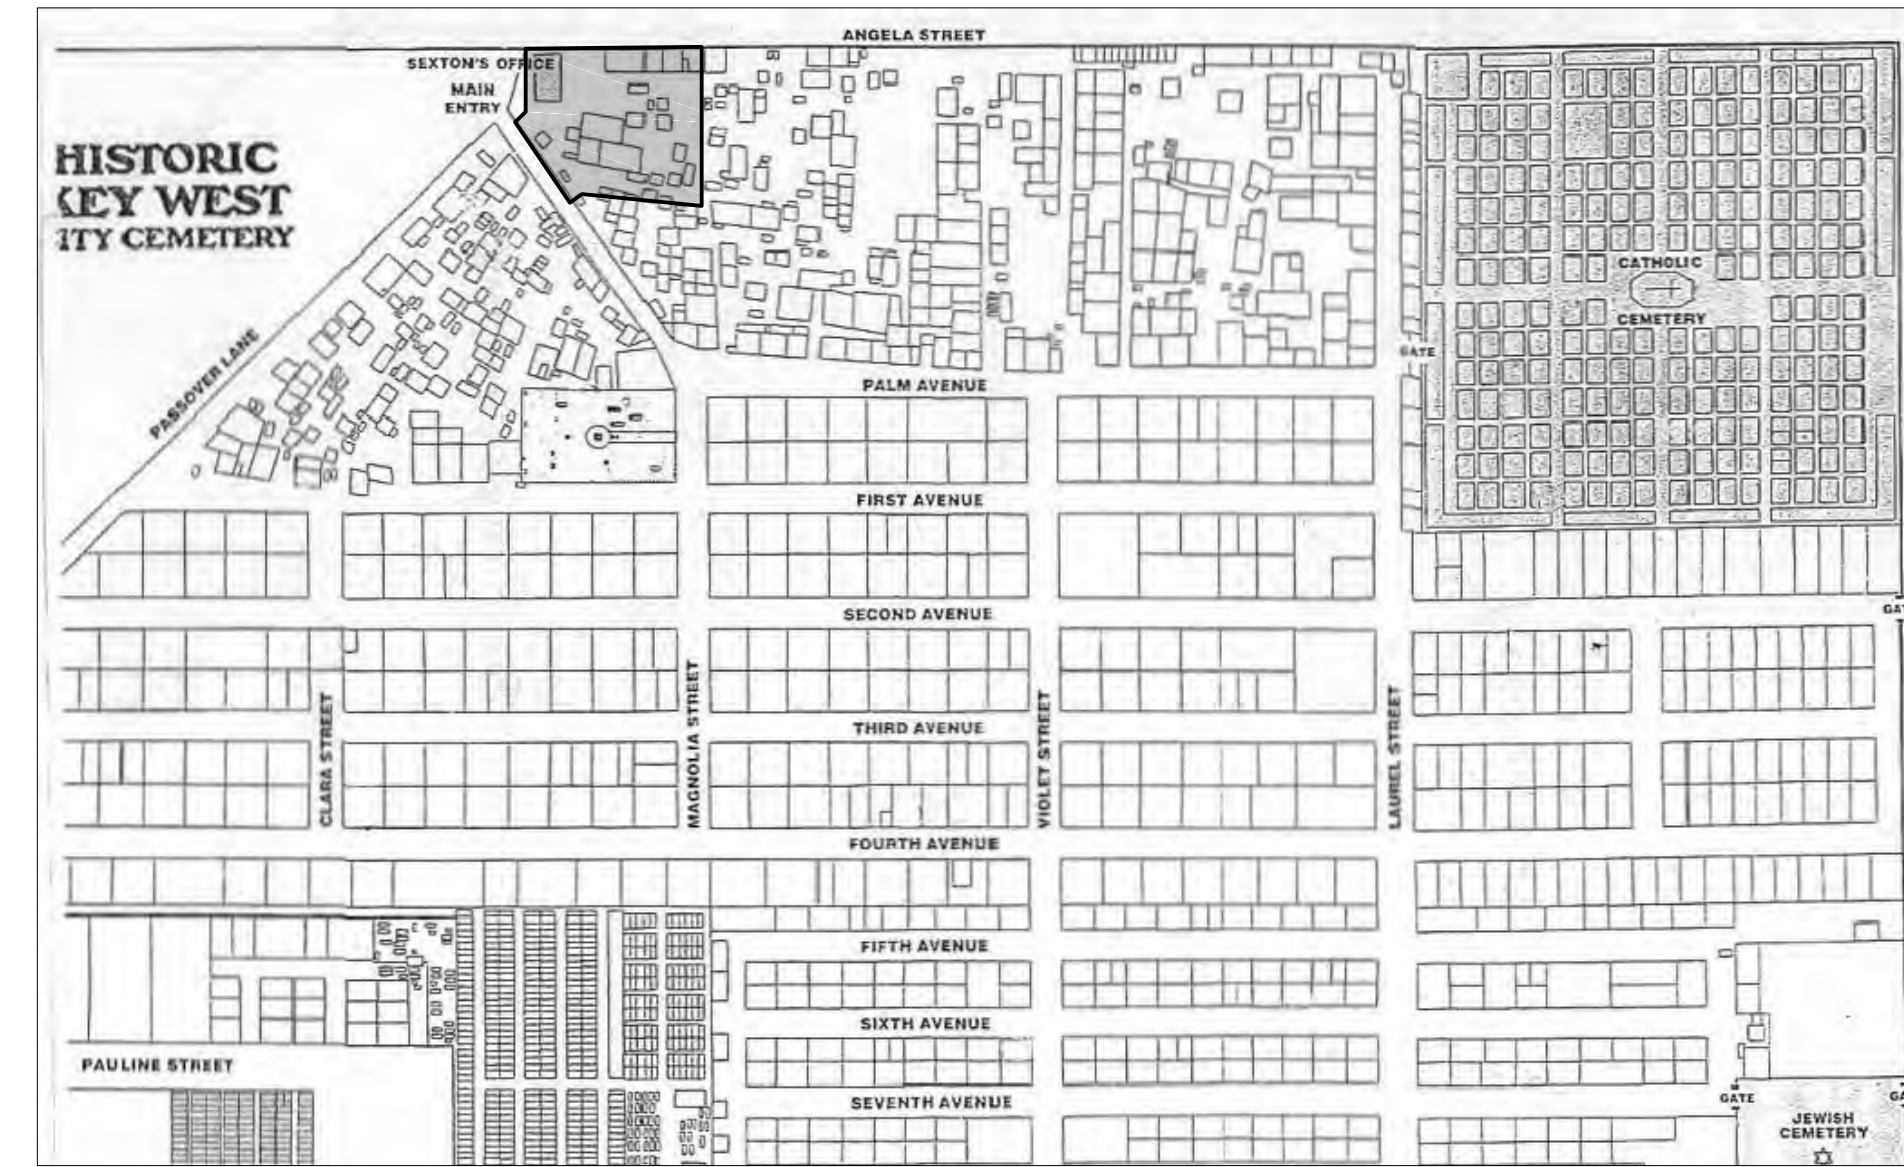 ANGELA STREET
SEXTON'S OFFICE
MAIN
ENTRY
HISTORIC
KEY WEST
ITY CEMETERY
PASSOVER LANE
CATHOLIC
CEMETERY
GATE
PALM AVENUE
FIRST AVENUE
SECOND AVENUE
GA
CLARA STREET
MAGNOLIA STREET
VIOLET STREET
LAUREL STREET
THIRD AVENUE
FOURTH AVENUE
FIFTH AVENUE
SIXTH AVENUE
PAULINE STREET
SEVENTH AVENUE
GATE
GA
JEWISH
CEMETERY